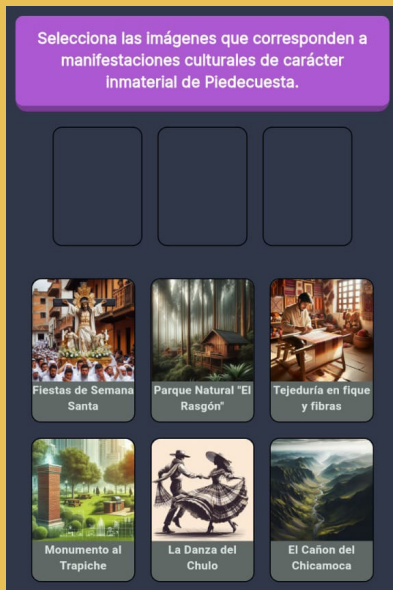 Selecciona las imágenes que corresponden a
manifestaciones culturales de carácter
inmaterial de Piedecuesta.
Fiestas de Semana
Santa
Parque Natural "El
Rasgón"
Tejeduría en fique
y fibras
Monumento al
Trapiche
La Danza del
Chulo
El Cañon del
Chicamoca